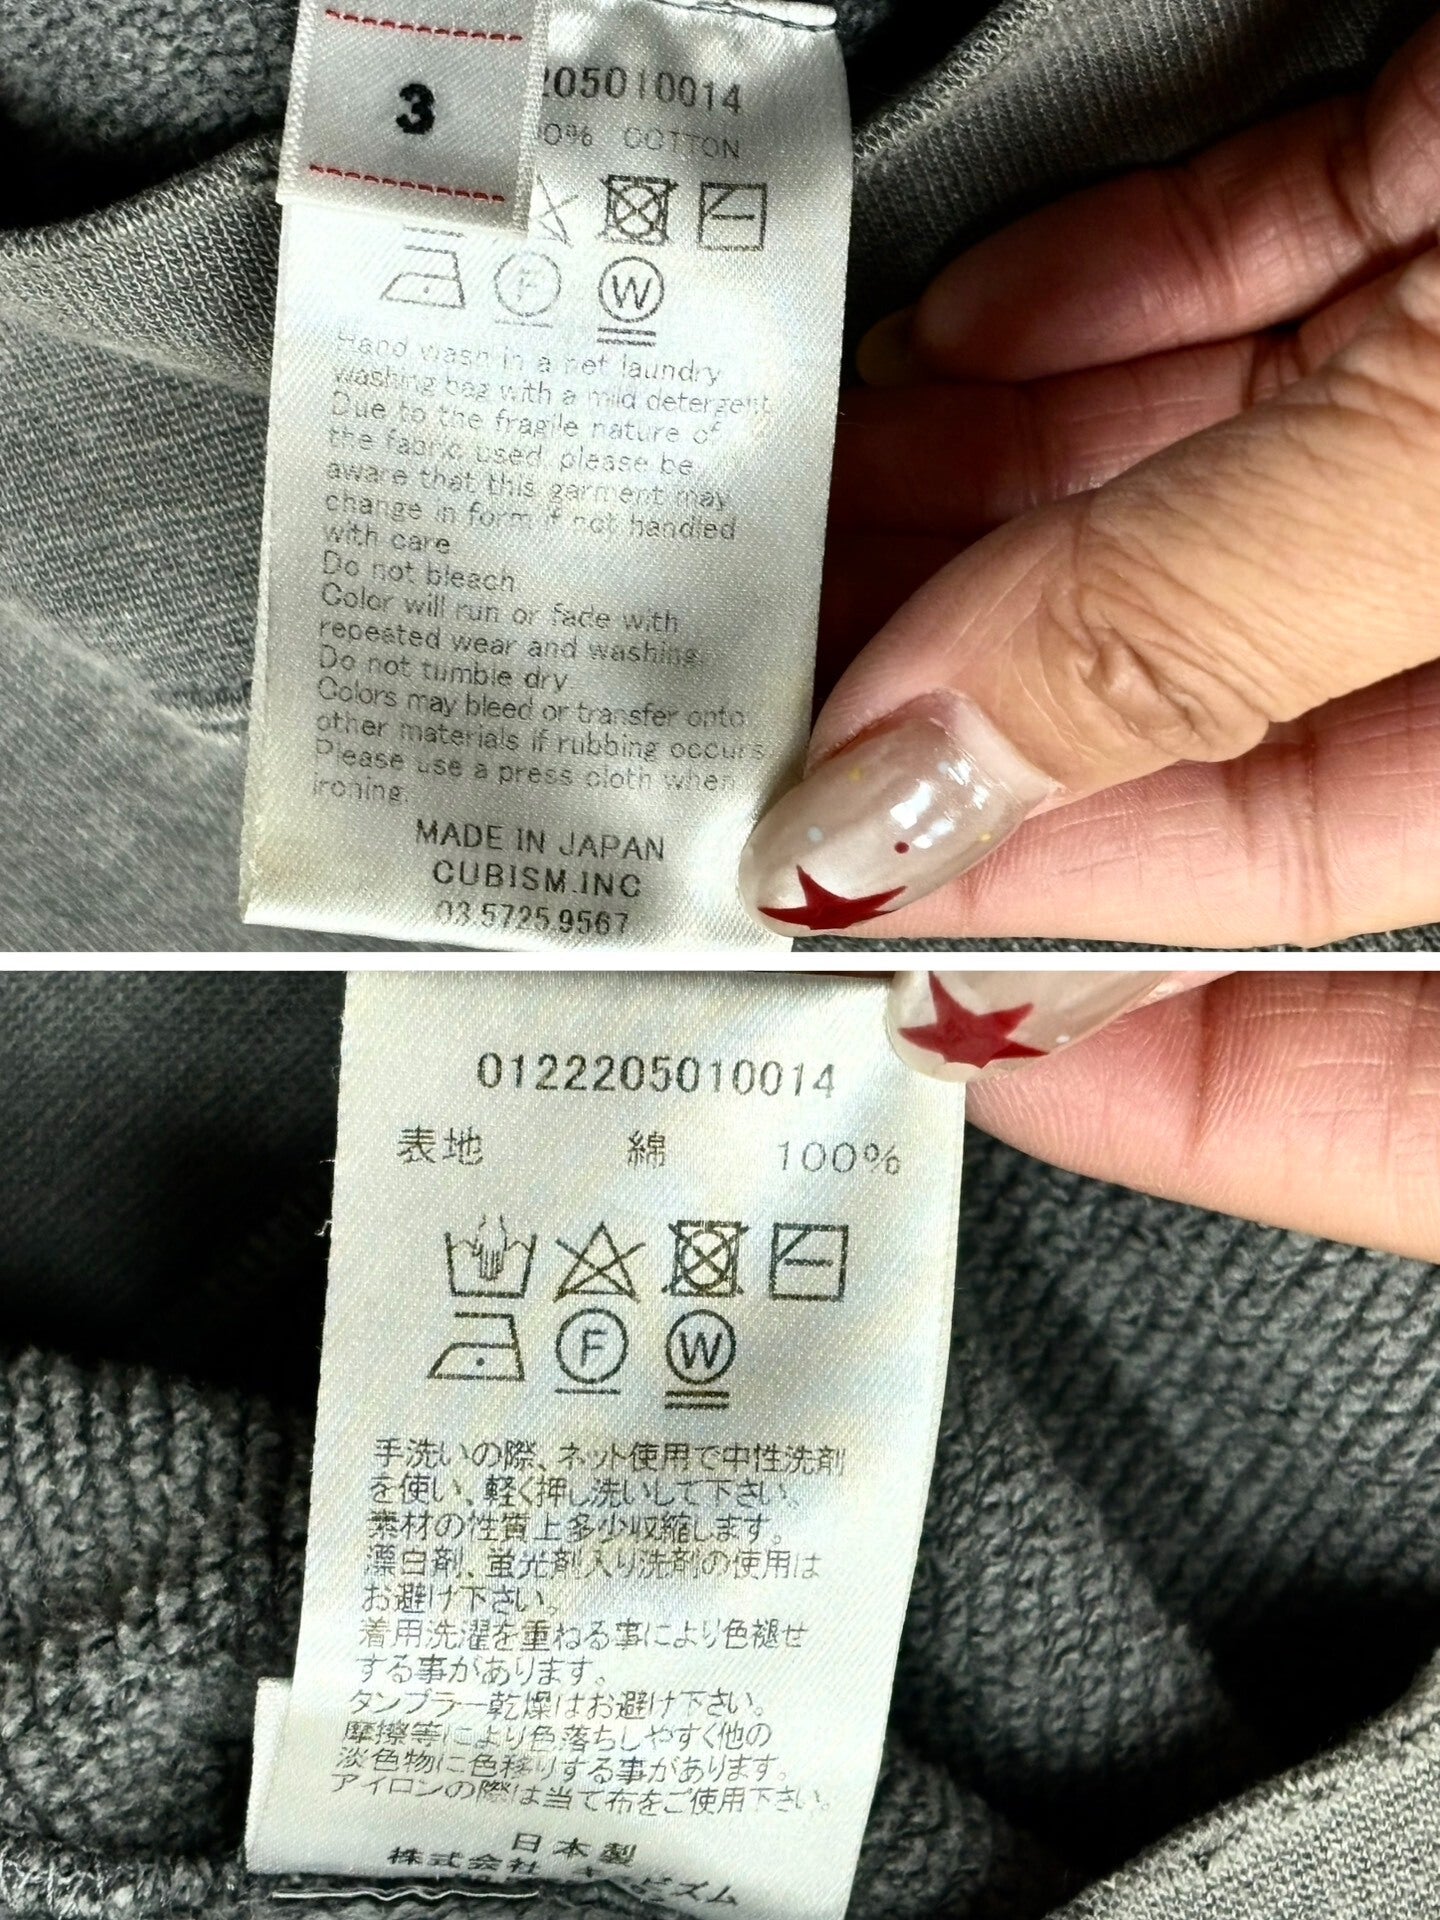 3
205010014
0% COTTON
F W
Hand wash in a net laundry
washing bag with a mild detergent.
Due to the fragile nature of
the fabric used, please be
aware that this garment may
change in form if not handled
with care
Do not bleach
Color will run or fade with
repeated wear and washing.
Do not tumble dry
Colors may bleed or transfer onto
other materials if rubbing occurs
Please use a press cloth when
ironing.
MADE IN JAPAN
CUBISM.INC
03.5725.9567
0122205010014
表地 綿 100%
F W
手洗いの際、ネット使用で中性洗剤
を使い、軽く押し洗いして下さい。
素材の性質上多少収縮します。
漂白剤、蛍光剤入り洗剤の使用は
お避け下さい。
着用洗濯を重ねる事により色褪せ
する事があります。
タンブラー乾燥はお避け下さい。
摩擦等により色落ちしやすく他の
淡色物に色移りする事があります。
アイロンの際は当て布をご使用下さい。
日本製
株式会社 キュビズム